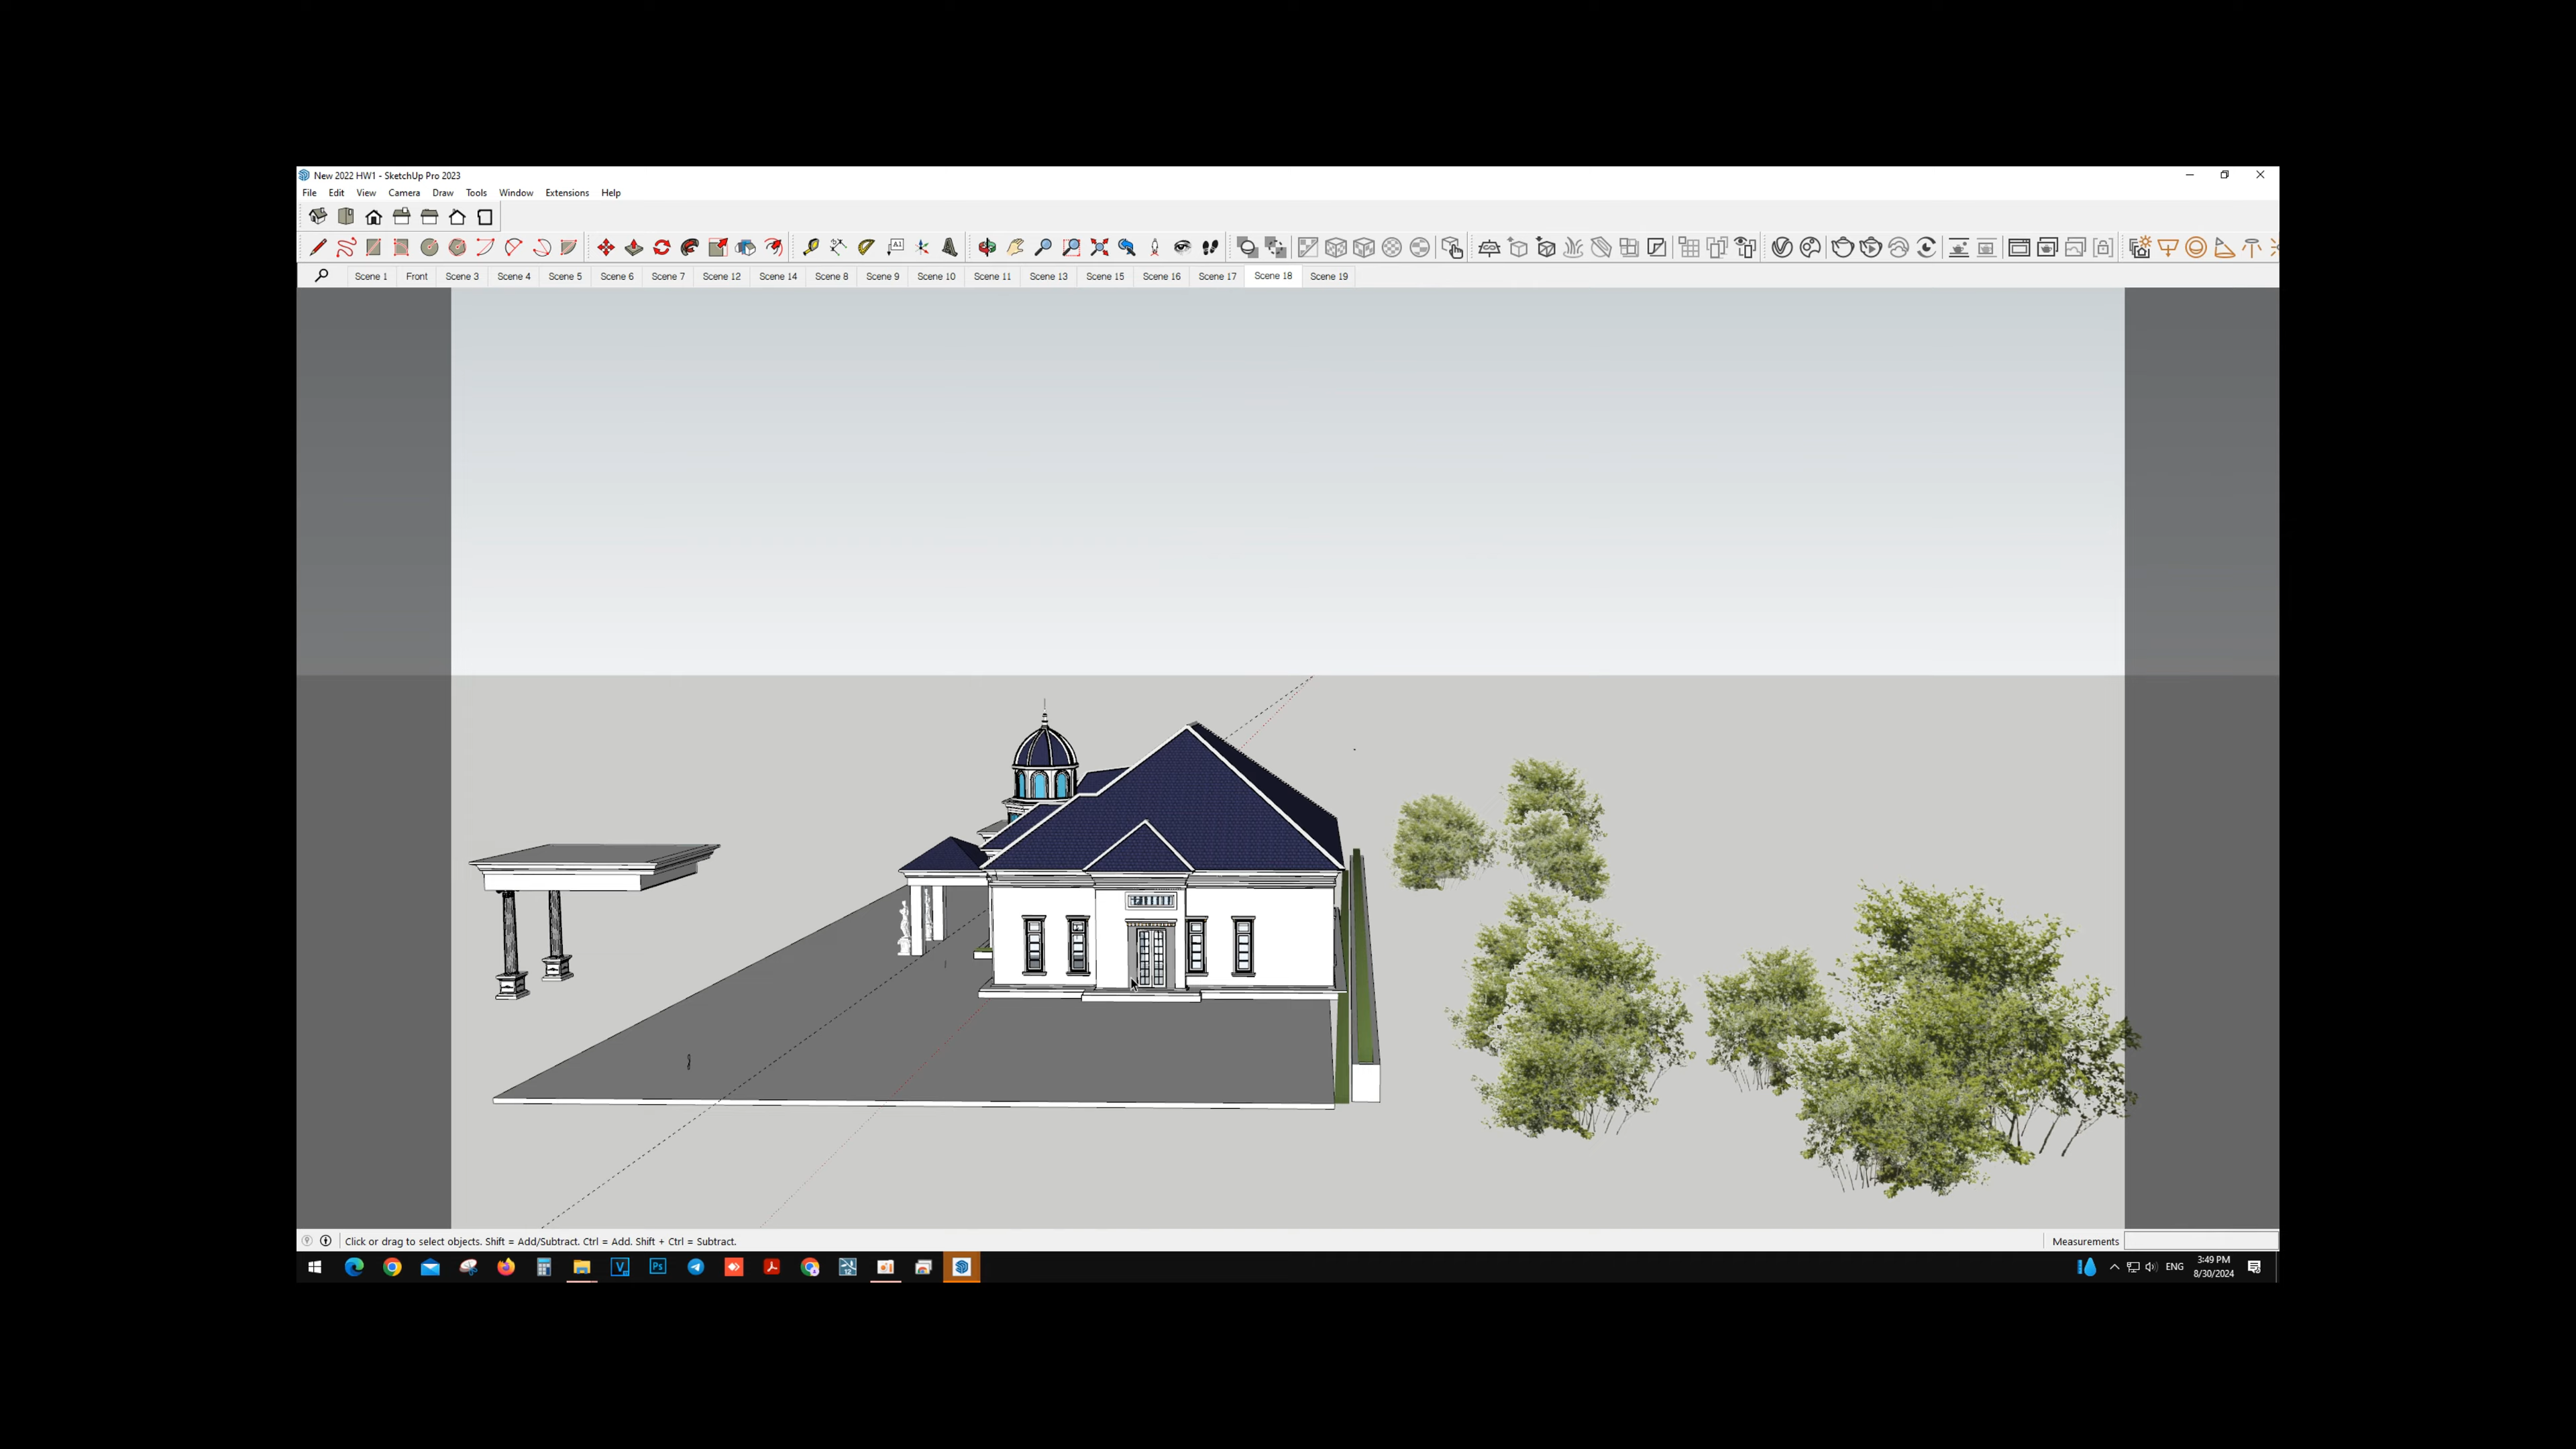 New 2022 HW1 - SketchUp Pro 2023
File Edit View Camera Draw Tools Window Extensions Help
A1
Scene 1 Front Scene 3 Scene 4 Scene 5 Scene 6 Scene 7 Scene 12 Scene 14 Scene 8 Scene 9 Scene 10 Scene 11 Scene 13 Scene 15 Scene 16 Scene 17 Scene 18 Scene 19
Click or drag to select objects. Shift = Add/Subtract. Ctrl = Add. Shift + Ctrl = Subtract.
Measurements
V Ps 12
ENG
3:49 PM
8/30/2024